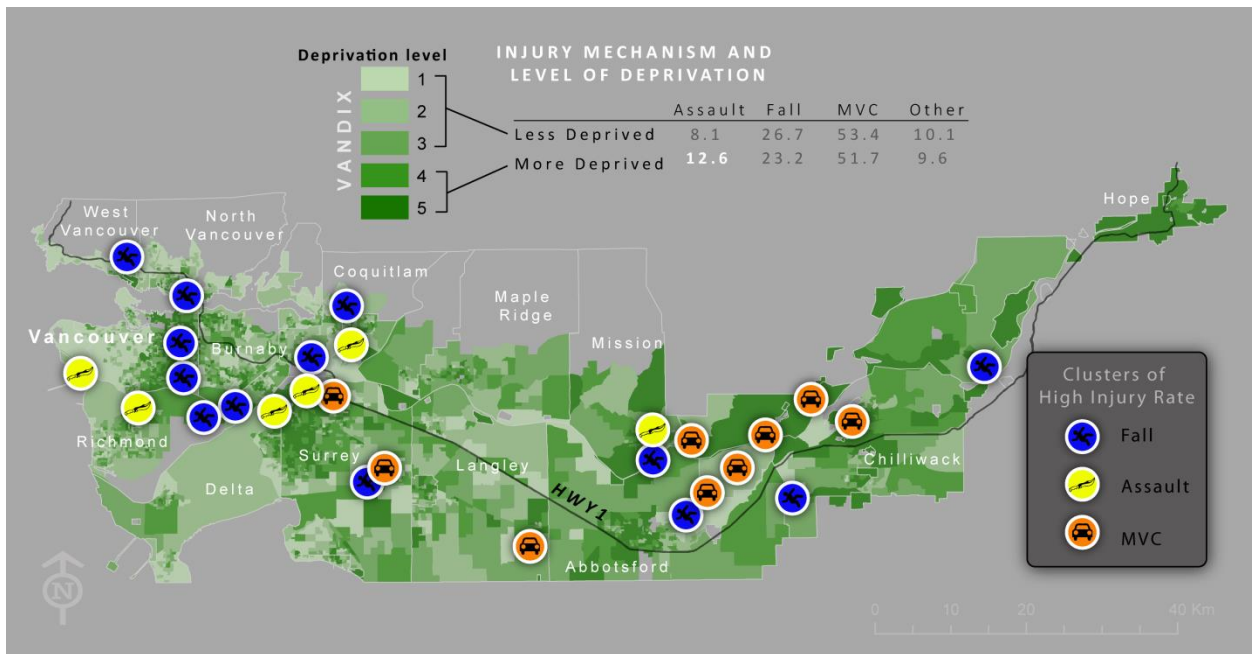 Deprivation level
INJURY MECHANISM AND
LEVEL OF DEPRIVATION
VANDIX
1
2
3
4
5
Assault Fall MVC Other
Less Deprived 8.1 26.7 53.4 10.1
More Deprived 12.6 23.2 51.7 9.6
Hope
West
Vancouver
North
Vancouver
Coquitlam
Maple
Ridge
Vancouver
Burnaby
Mission
Richmond
Surrey
Langley
Chilliwack
Delta
HWY1
Abbotsford
Clusters of
High Injury Rate
Fall
Assault
MVC
N
0 10 20 40 Km